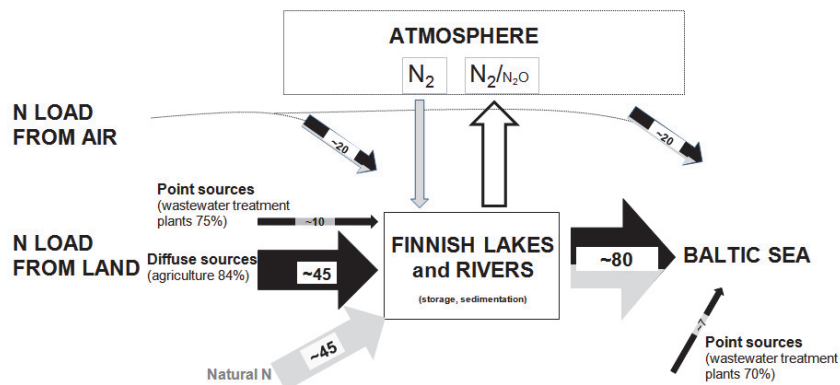 ATMOSPHERE
N₂
N₂/N₂O
N LOAD
FROM AIR
~20
~20
Point sources
(wastewater treatment
plants 75%)
~10
N LOAD
FROM LAND
Diffuse sources
(agriculture 84%)
~45
FINNISH LAKES
and RIVERS
(storage, sedimentation)
~80
BALTIC SEA
Natural N
~45
~7
Point sources
(wastewater treatment
plants 70%)